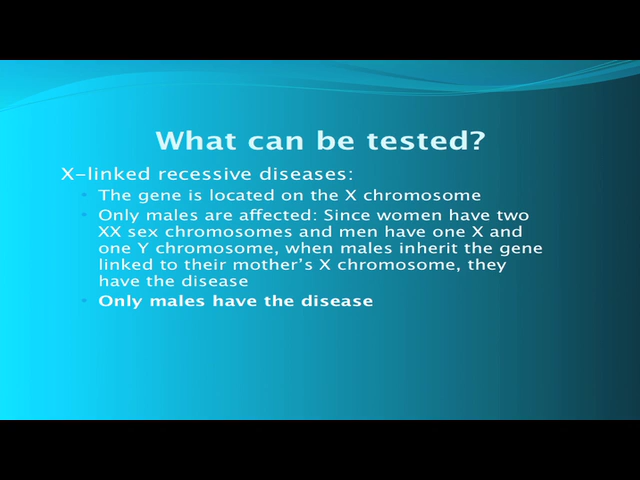 What can be tested?
X-linked recessive diseases:
• The gene is located on the X chromosome
• Only males are affected: Since women have two
XX sex chromosomes and men have one X and
one Y chromosome, when males inherit the gene
linked to their mother's X chromosome, they
have the disease
• Only males have the disease